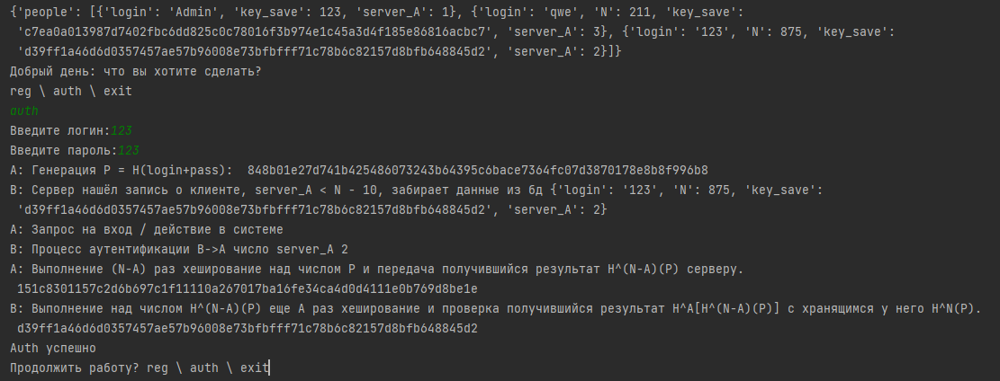 {'people': [{'login': 'Admin', 'key_save': 123, 'server_A': 1}, {'login': 'qwe', 'N': 211, 'key_save':
'c7ea0a013987d7402fbc6dd825c0c78016f3b974e1c45a3d4f185e86816acbc7', 'server_A': 3}, {'login': '123', 'N': 875, 'key_save':
'd39ff1a46d6d0357457ae57b96008e73bfbfff71c78b6c82157d8bfb648845d2', 'server_A': 2}]}
Добрый день: что вы хотите сделать?
reg \ auth \ exit
auth
Введите логин:123
Введите пароль:123
A: Генерация P = H(login+pass):  848b01e27d741b425486073243b64395c6bace7364fc07d3870178e8b8f996b8
B: Сервер нашёл запись о клиенте, server_A < N - 10, забирает данные из бд {'login': '123', 'N': 875, 'key_save':
'd39ff1a46d6d0357457ae57b96008e73bfbfff71c78b6c82157d8bfb648845d2', 'server_A': 2}
A: Запрос на вход / действие в системе
B: Процесс аутентификации B->A число server_A 2
A: Выполнение (N-A) раз хеширование над числом P и передача получившийся результат H^(N-A)(P) серверу.
151c8301157c2d6b697c1f11110a267017ba16fe34ca4d0d4111e0b769d8be1e
B: Выполнение над числом H^(N-A)(P) еще A раз хеширование и проверка получившийся результат H^A[H^(N-A)(P)] с хранящимся у него H^N(P).
d39ff1a46d6d0357457ae57b96008e73bfbfff71c78b6c82157d8bfb648845d2
Auth успешно
Продолжить работу? reg \ auth \ exit